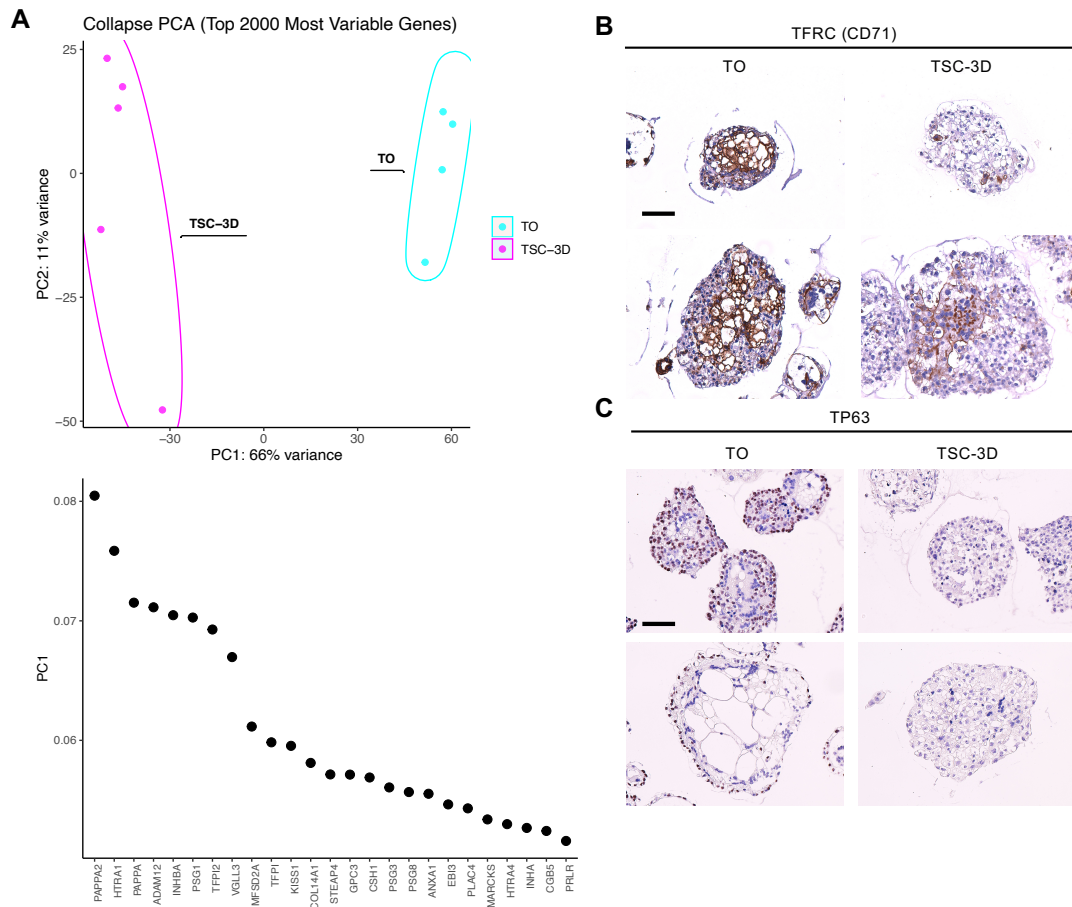 A
Collapse PCA (Top 2000 Most Variable Genes)
PC2: 11% variance
25
0
−25
−50
TO
TSC−3D
−30
0
30
60
PC1: 66% variance
TO
TSC−3D
PC1
0.08
0.07
0.06
PAPPA2
HTRA1
PAPPA
ADAM12
INHBA
PSG1
TFPI2
VGLL3
MFSD2A
TFPI
KISS1
COL14A1
STEAP4
GPC3
CSH1
PSG3
PSG8
ANXA1
EBI3
PLAC4
MARCKS
HTRA4
INHA
CGB5
PRLR
B
TFRC (CD71)
TO
TSC-3D
C
TP63
TO
TSC-3D